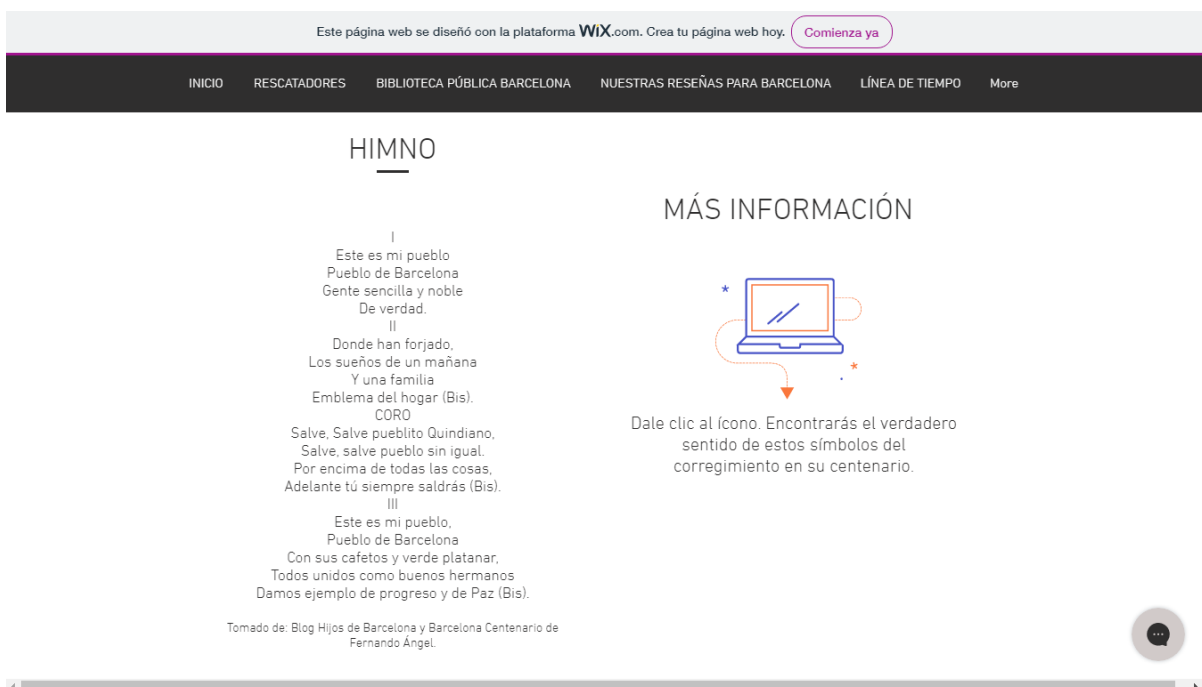 Este página web se diseñó con la plataforma WiX.com. Crea tu página web hoy. Comienza ya
INICIO RESCATADORES BIBLIOTECA PÚBLICA BARCELONA NUESTRAS RESEÑAS PARA BARCELONA LÍNEA DE TIEMPO More
HIMNO
I
Este es mi pueblo
Pueblo de Barcelona
Gente sencilla y noble
De verdad.
II
Donde han forjado,
Los sueños de un mañana
Y una familia
Emblema del hogar (Bis).
CORO
Salve, Salve pueblito Quindiano,
Salve, salve pueblo sin igual.
Por encima de todas las cosas,
Adelante tú siempre saldrás (Bis).
III
Este es mi pueblo,
Pueblo de Barcelona
Con sus cafetos y verde platanar,
Todos unidos como buenos hermanos
Damos ejemplo de progreso y de Paz (Bis).
Tomado de: Blog Hijos de Barcelona y Barcelona Centenario de
Fernando Ángel.
MÁS INFORMACIÓN
Dale clic al ícono. Encontrarás el verdadero
sentido de estos símbolos del
corregimiento en su centenario.